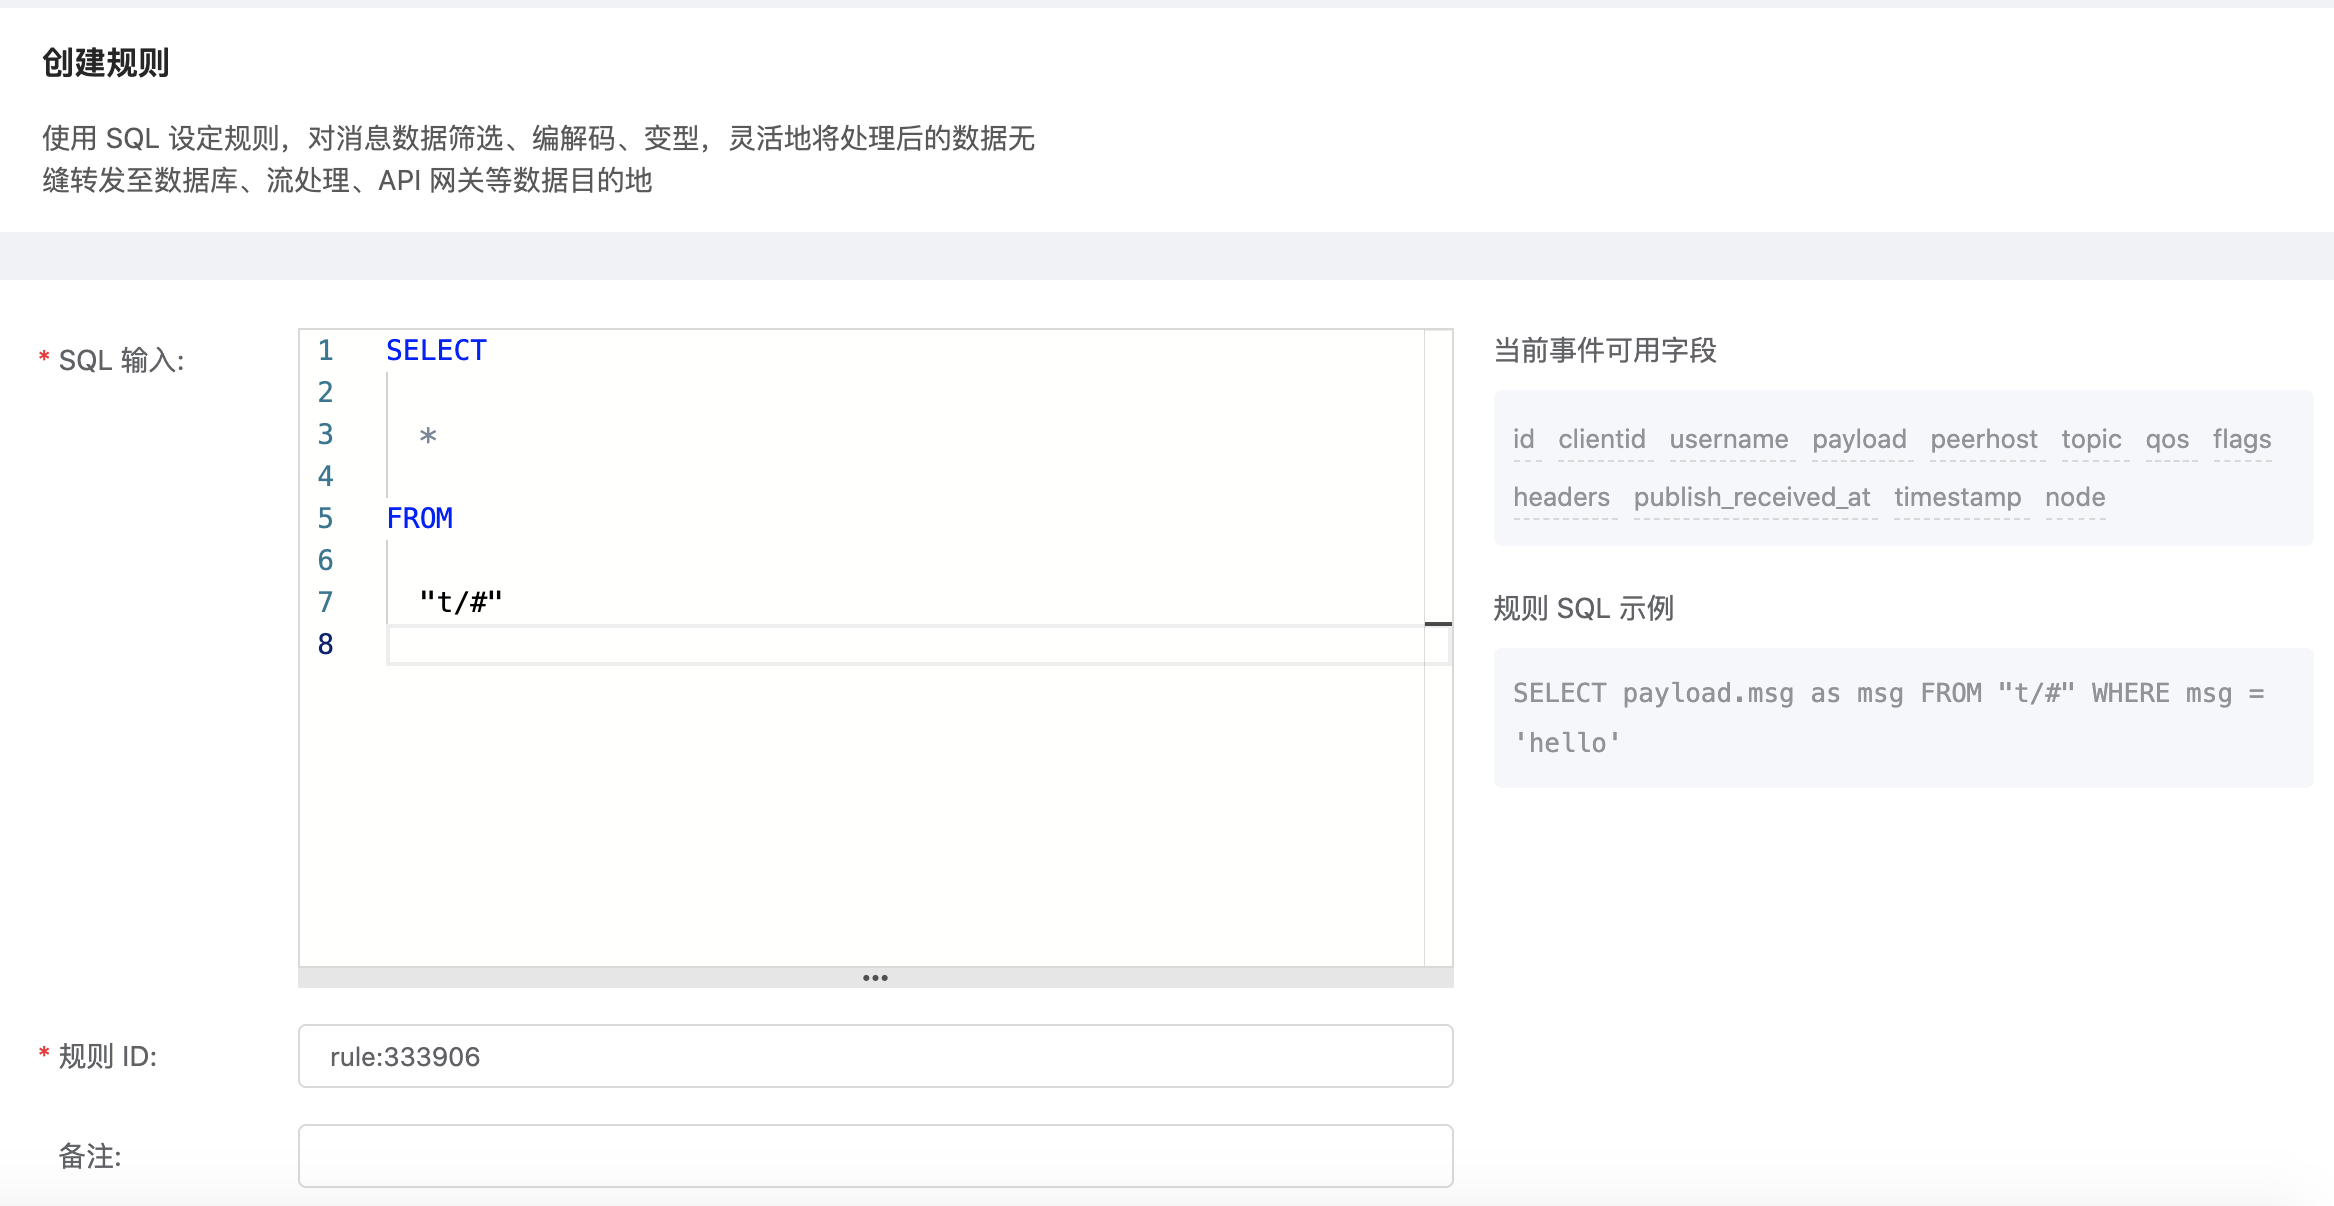 创建规则
使用 SQL 设定规则，对消息数据筛选、编解码、变型，灵活地将处理后的数据无
缝转发至数据库、流处理、API 网关等数据目的地
* SQL 输入:
1 SELECT
2
3 *
4
5 FROM
6
7 "t/#"
8
•••
当前事件可用字段
id clientid username payload peerhost topic qos flags
headers publish_received_at timestamp node
规则 SQL 示例
SELECT payload.msg as msg FROM "t/#" WHERE msg =
'hello'
* 规则 ID:
rule:333906
备注: